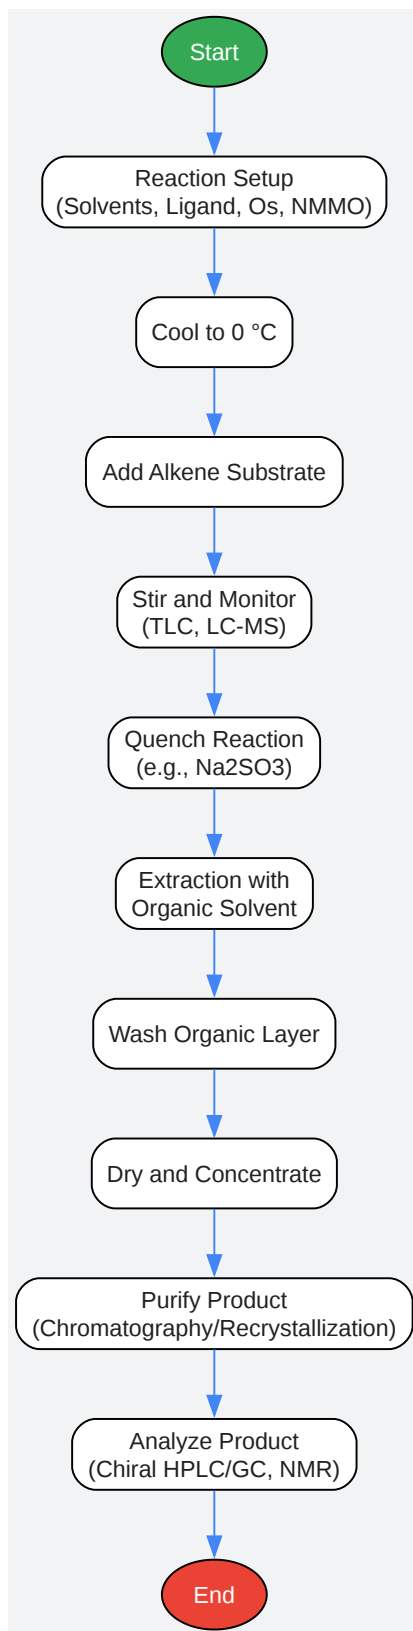 Start
Reaction Setup
(Solvents, Ligand, Os, NMMO)
Cool to 0 °C
Add Alkene Substrate
Stir and Monitor
(TLC, LC-MS)
Quench Reaction
(e.g., Na2SO3)
Extraction with
Organic Solvent
Wash Organic Layer
Dry and Concentrate
Purify Product
(Chromatography/Recrystallization)
Analyze Product
(Chiral HPLC/GC, NMR)
End